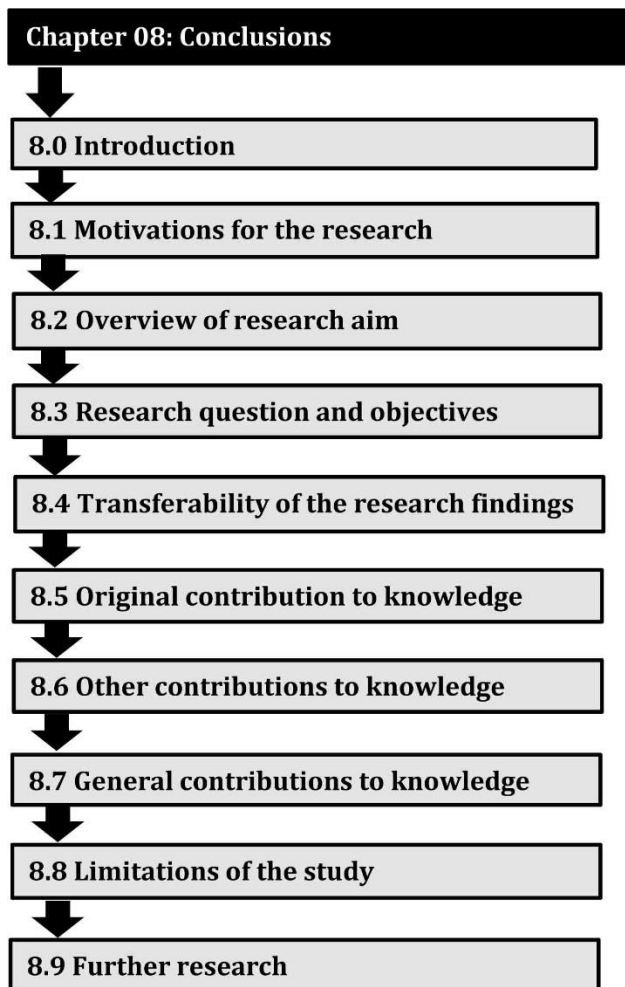 Chapter 08: Conclusions
8.0 Introduction
8.1 Motivations for the research
8.2 Overview of research aim
8.3 Research question and objectives
8.4 Transferability of the research findings
8.5 Original contribution to knowledge
8.6 Other contributions to knowledge
8.7 General contributions to knowledge
8.8 Limitations of the study
8.9 Further research